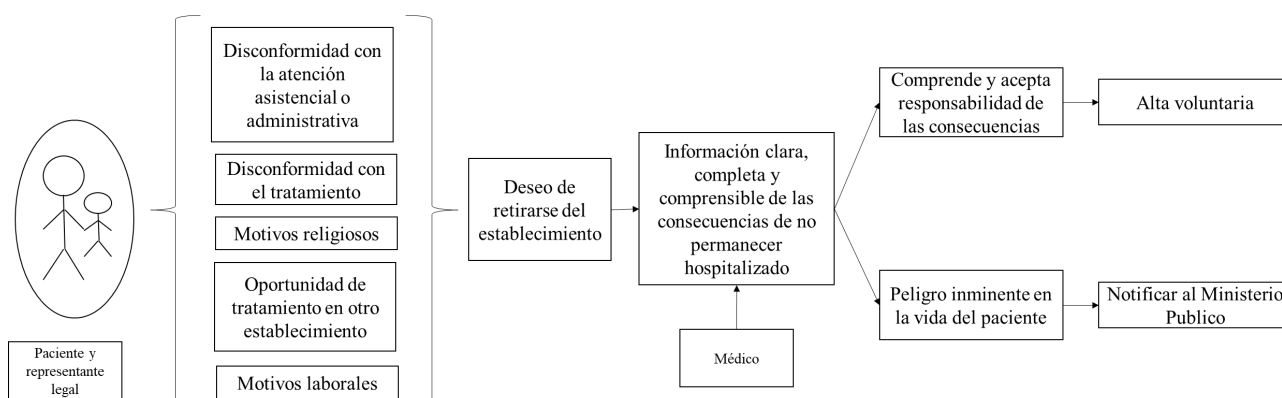 Paciente y
representante
legal
Disconformidad con
la atención
asistencial o
administrativa
Disconformidad con
el tratamiento
Motivos religiosos
Oportunidad de
tratamiento en otro
establecimiento
Motivos laborales
Deseo de
retirarse del
establecimiento
Información clara,
completa y
comprensible de las
consecuencias de no
permanecer
hospitalizado
Médico
Comprende y acepta
responsabilidad de
las consecuencias
Alta voluntaria
Peligro inminente en
la vida del paciente
Notificar al Ministerio
Publico